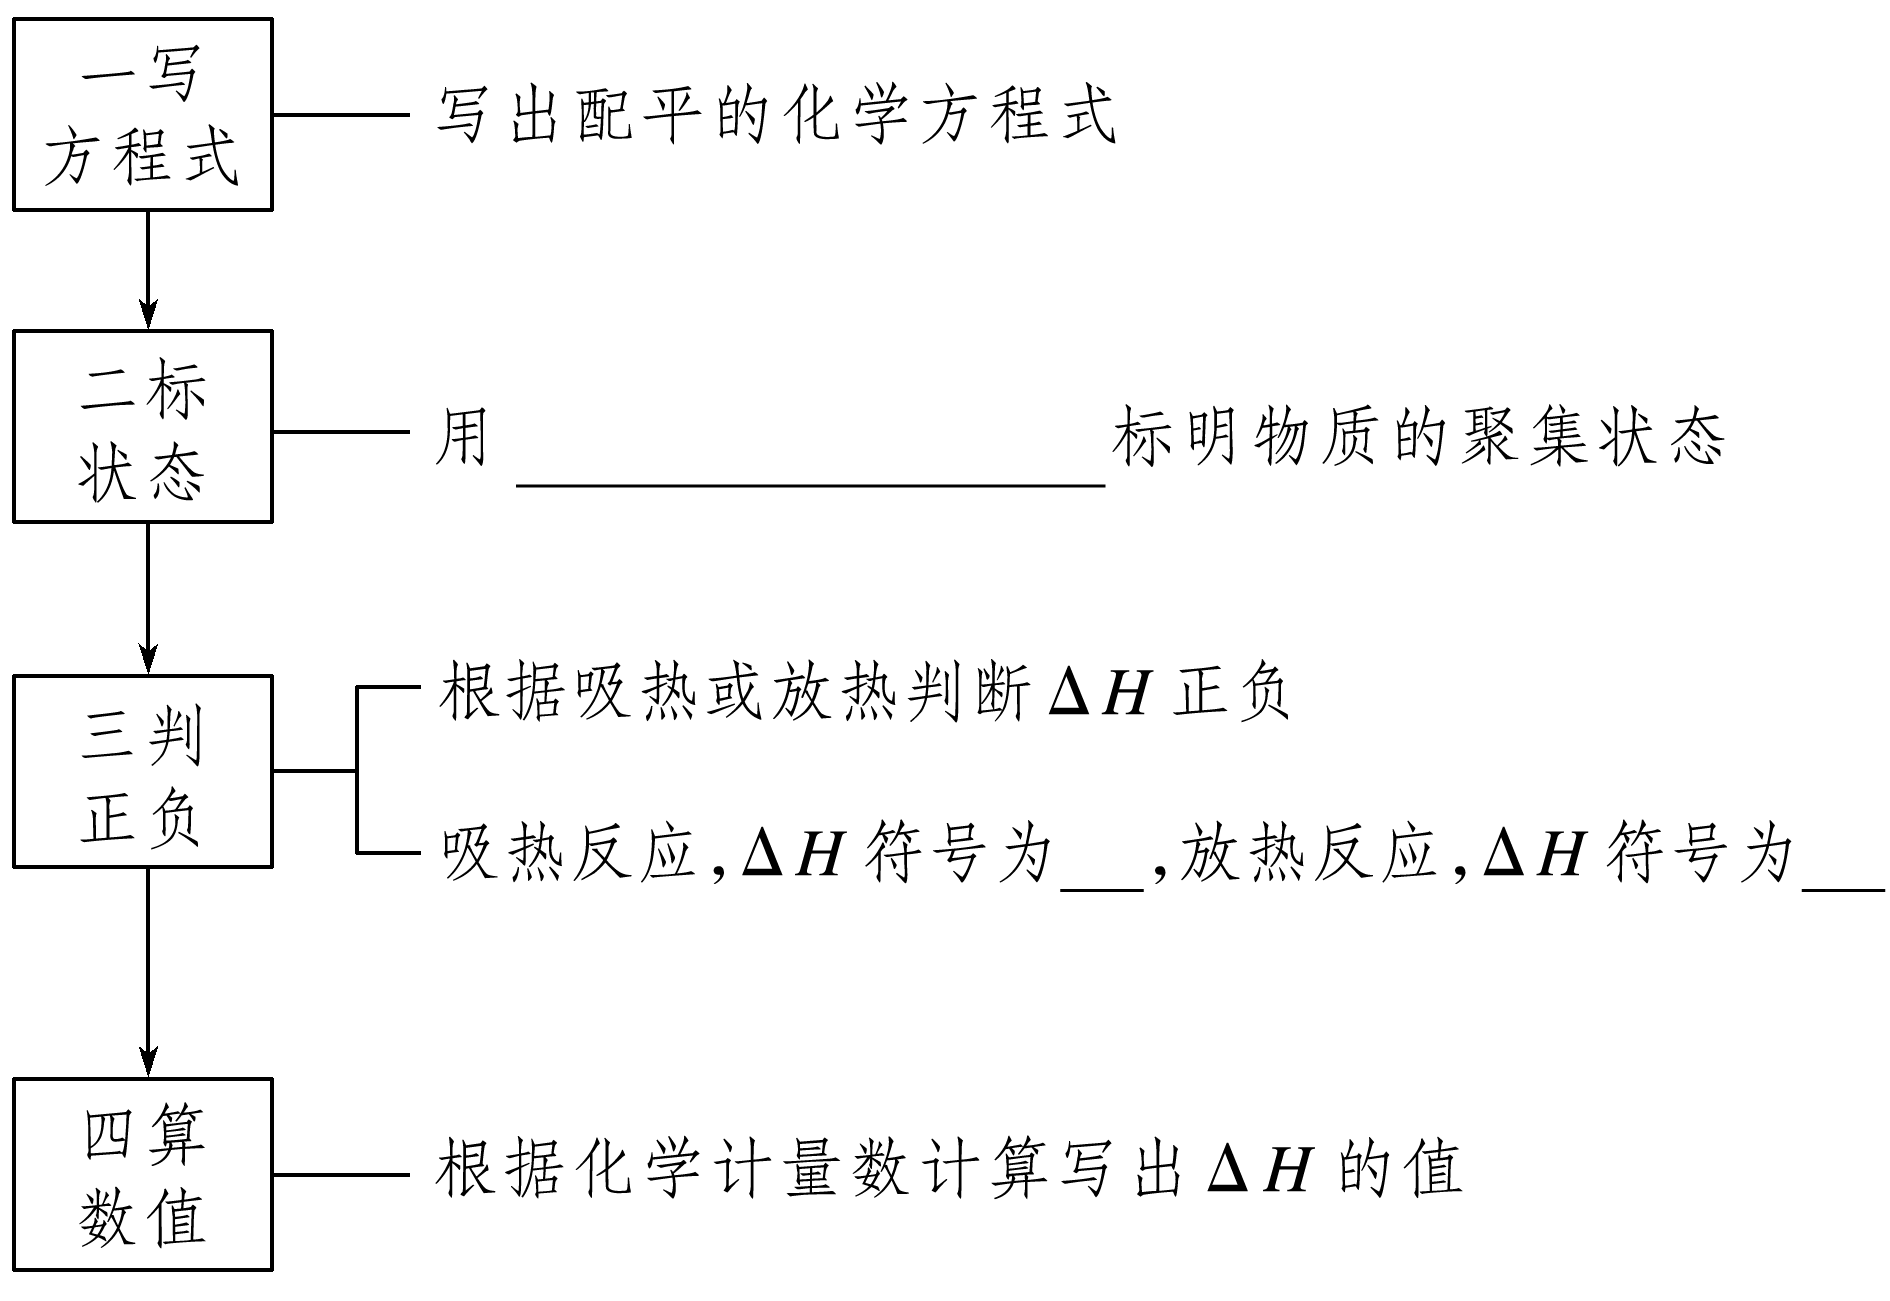 一写
方程式
写出配平的化学方程式
二标
状态
用 标明物质的聚集状态
三判
正负
根据吸热或放热判断ΔH正负
吸热反应,ΔH符号为 ,放热反应,ΔH符号为
四算
数值
根据化学计量数计算写出ΔH的值